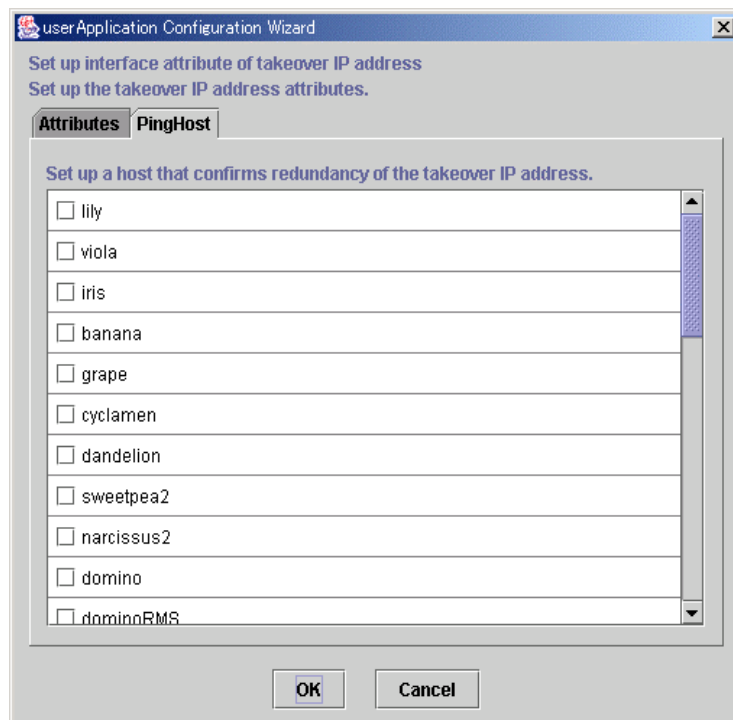 userApplication Configuration Wizard
Set up interface attribute of takeover IP address
Set up the takeover IP address attributes.
Attributes PingHost
Set up a host that confirms redundancy of the takeover IP address.
lily
viola
iris
banana
grape
cyclamen
dandelion
sweetpea2
narcissus2
domino
dominoRMS
OK Cancel